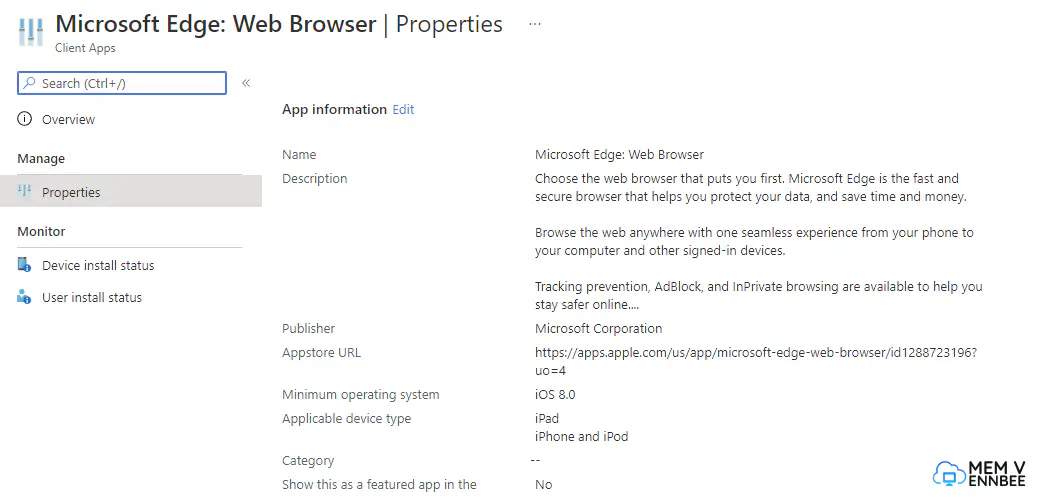 Microsoft Edge: Web Browser | Properties ...
Client Apps
Search (Ctrl+/) «
Overview
Manage
Properties
Monitor
Device install status
User install status
App information Edit
Name Microsoft Edge: Web Browser
Description Choose the web browser that puts you first. Microsoft Edge is the fast and
secure browser that helps you protect your data, and save time and money.
Browse the web anywhere with one seamless experience from your phone to
your computer and other signed-in devices.
Tracking prevention, AdBlock, and InPrivate browsing are available to help you
stay safer online....
Publisher Microsoft Corporation
Appstore URL https://apps.apple.com/us/app/microsoft-edge-web-browser/id1288723196?
uo=4
Minimum operating system iOS 8.0
Applicable device type iPad
iPhone and iPod
Category --
Show this as a featured app in the No
MEM V
ENNBEE